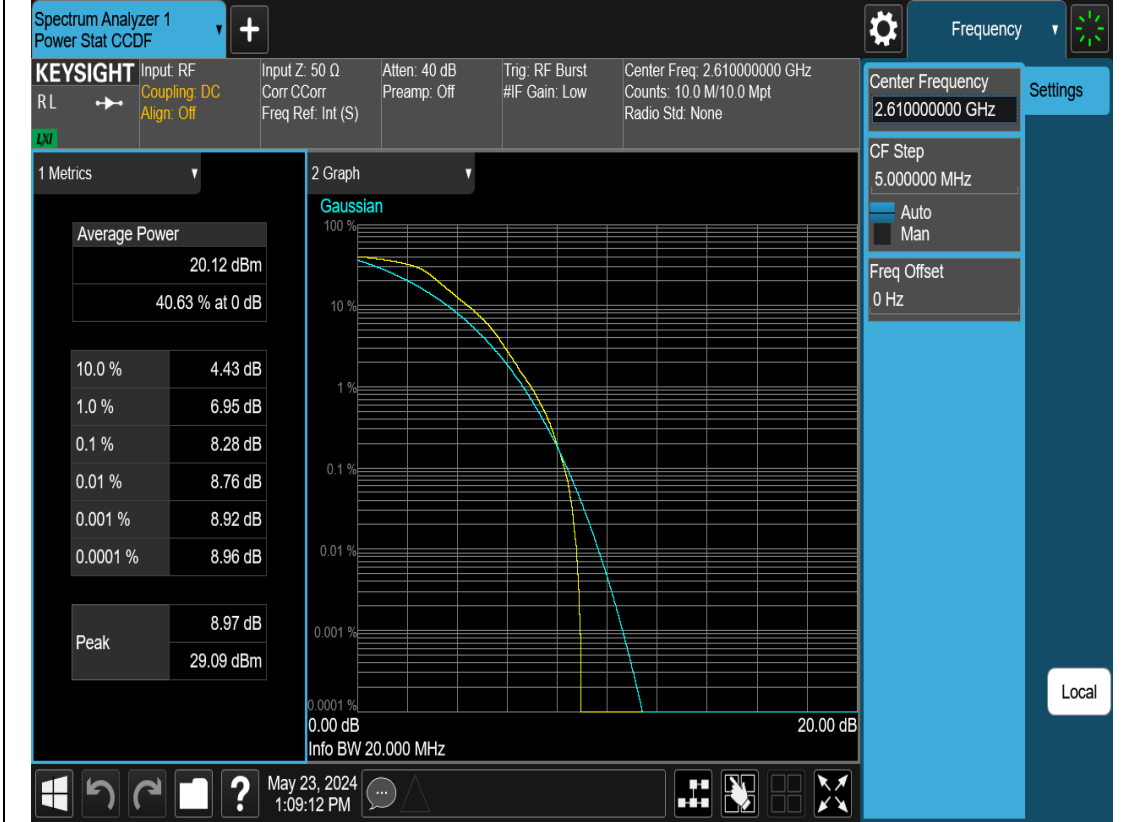 Spectrum Analyzer 1
Power Stat CCDF
+
Frequency
KEYSIGHT
RL
LXI
Input: RF
Coupling: DC
Align: Off
Input Z: 50 Ω
Corr CCorr
Freq Ref: Int (S)
Atten: 40 dB
Preamp: Off
Trig: RF Burst
#IF Gain: Low
Center Freq: 2.610000000 GHz
Counts: 10.0 M/10.0 Mpt
Radio Std: None
Center Frequency
2.610000000 GHz
Settings
CF Step
5.000000 MHz
Auto
Man
Freq Offset
0 Hz
Local
1 Metrics
Average Power
20.12 dBm
40.63 % at 0 dB
10.0 % 4.43 dB
1.0 % 6.95 dB
0.1 % 8.28 dB
0.01 % 8.76 dB
0.001 % 8.92 dB
0.0001 % 8.96 dB
Peak 8.97 dB
29.09 dBm
2 Graph
Gaussian
100 %
10 %
1 %
0.1 %
0.01 %
0.001 %
0.0001 %
0.00 dB 20.00 dB
Info BW 20.000 MHz
?
May 23, 2024
1:09:12 PM